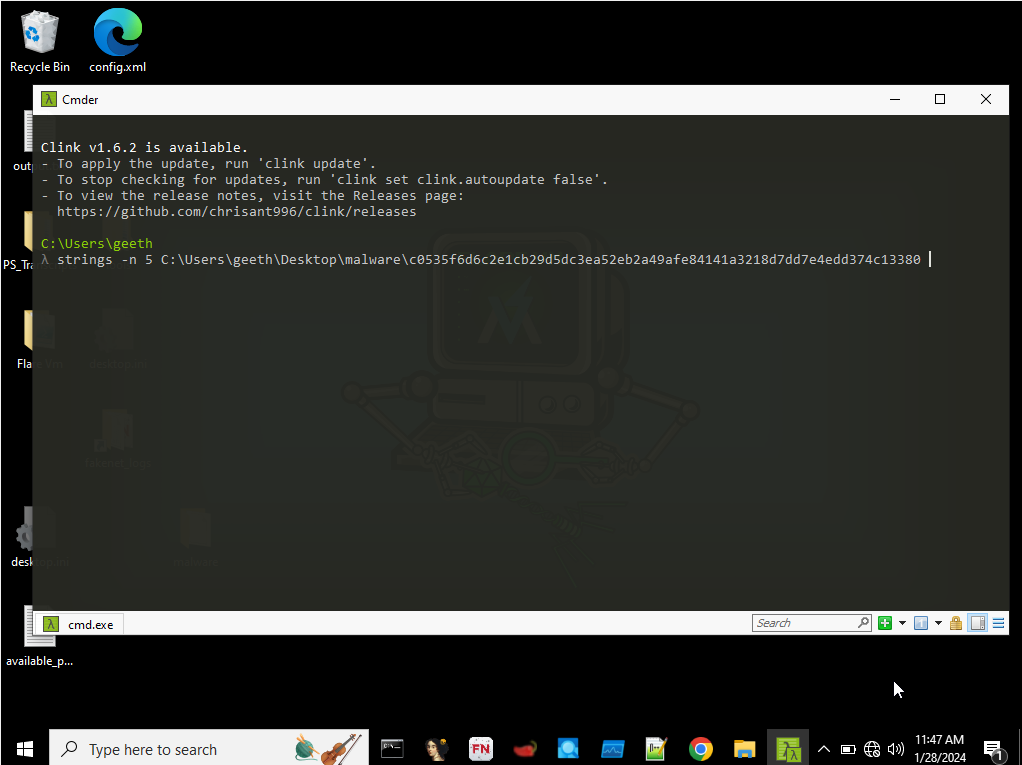 Recycle Bin
config.xml
λ Cmder
Clink v1.6.2 is available.
- To apply the update, run 'clink update'.
- To stop checking for updates, run 'clink set clink.autoupdate false'.
- To view the release notes, visit the Releases page:
https://github.com/chrisant996/clink/releases
C:\Users\geeth
λ strings -n 5 C:\Users\geeth\Desktop\malware\c0535f6d6c2e1cb29d5dc3ea52eb2a49afe84141a3218d7dd7e4edd374c13380
λ cmd.exe
Search
available_p...
Type here to search
FN
11:47 AM
1/28/2024
1